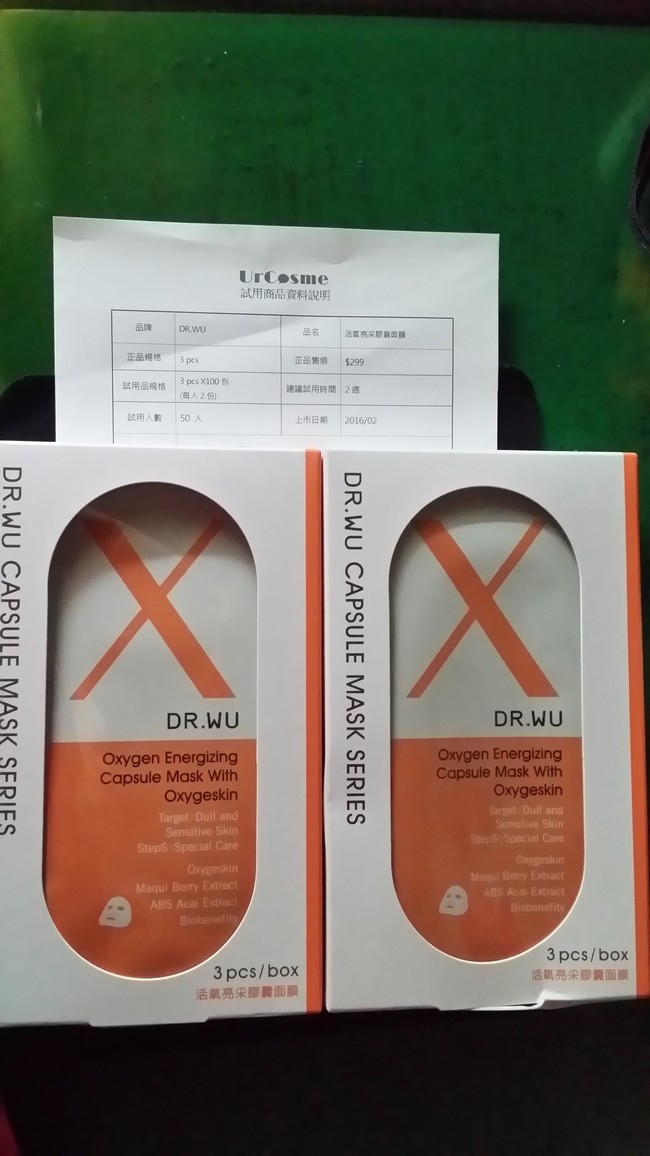 UrCosme
試用商品資料說明
品牌 DR.WU 品名 活氧亮采膠囊面膜
正品規格 3 pcs 正品售價 $299
試用品規格 3 pcs X100 份 (每人 2 份) 建議試用時間 2 週
試用人數 50 人 上市日期 2016/02
DR.WU CAPSULE MASK SERIES
X
DR.WU
Oxygen Energizing
Capsule Mask With
Oxygeskin
Target:Dull and
Sensitive Skin
StepS:Special Care
Oxygeskin
Maqui Berry Extract
ABS Acai Extract
Biobenefity
3 pcs/box
活氧亮采膠囊面膜
DR.WU CAPSULE MASK SERIES
X
DR.WU
Oxygen Energizing
Capsule Mask With
Oxygeskin
Target:Dull and
Sensitive Skin
StepS:Special Care
Oxygeskin
Maqui Berry Extract
ABS Acai Extract
Biobenefity
3 pcs/box
活氧亮采膠囊面膜